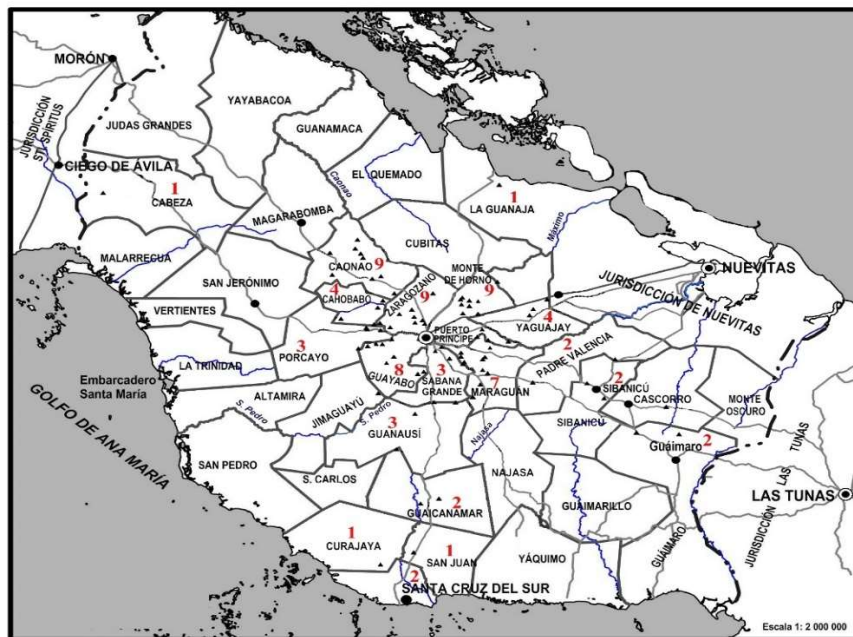 MORÓN
YAYABACOA
JUDAS GRANDES
JURISDICCIÓN
ST. SPÍRITUS
GUANAMACA
CIEGO DE ÁVILA
EL QUEMADO
Caonao
1
CABEZA
1
LA GUANAJA
MAGARABOMBA
Máximo
CUBITAS
MALARRECUA
CAONAO
9
MONTE
DE HORNO
9
NUEVITAS
JURISDICCIÓN DE NUEVITAS
SAN JERÓNIMO
4
CAHOBABO
ZARAGOZANO
9
4
YAGUAJAY
VERTIENTES
PUERTO
PRÍNCIPE
2
PADRE VALENCIA
3
PORCAYO
LA TRINIDAD
8
GUAYABO
3
SABANA
GRANDE
7
MARAGUÁN
2
SIBANICÚ
CASCORRO
Embarcadero
Santa María
ALTAMIRA
JIMAGUAYÚ
S. Pedro
S. Pedro
3
GUANAUSÍ
Najasa
SIBANICÚ
MONTE
OSCURO
GOLFO DE ANA MARÍA
SAN PEDRO
S. CARLOS
NAJASA
Guáimaro
2
LAS TUNAS
2
GUAICANAMAR
GUAIMARILLO
JURISDICCIÓN
LAS
TUNAS
1
CURAJAYA
1
SAN JUAN
YÁQUIMO
GUÁIMARO
2
SANTA CRUZ DEL SUR
Escala 1: 2 000 000